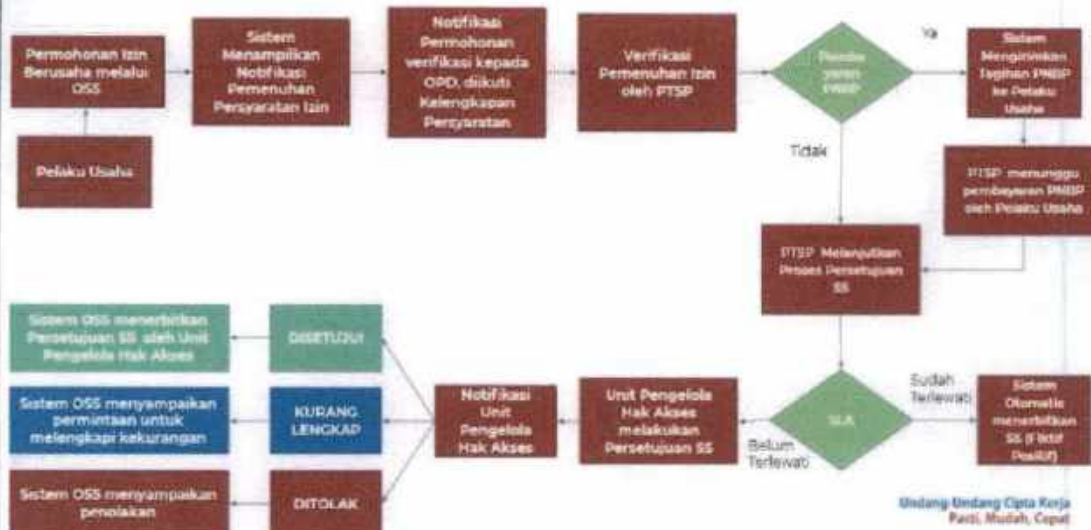 Permohonan Izin
Berusaha melalui
OSS
Sistem
Menampilkan
Notifikasi
Pemenuhan
Persyaratan Izin
Notifikasi
Permohonan
verifikasi kepada
OPD, diikuti
Kelengkapan
Persyaratan
Verifikasi
Pemenuhan Izin
oleh PTSP
Pemba
yaran
PNBP
Ya
Sistem
Mengirimkan
Tagihan PNBP
ke Pelaku
Usaha
Pelaku Usaha
Tidak
PTSP menunggu
pembayaran PNBP
oleh Pelaku Usaha
PTSP Melanjutkan
Proses Persetujuan
SS
Sistem OSS menerbitkan
Persetujuan SS oleh Unit
Pengelola Hak Akses
DISETUJUI
Sistem OSS menyampaikan
permintaan untuk
melengkapi kekurangan
KURANG
LENGKAP
Notifikasi
Unit
Pengelola
Hak Akses
Unit Pengelola
Hak Akses
melakukan
Persetujuan SS
Belum
Terlewati
SLA
Sudah
Terlewati
Sistem
Otomatis
menerbitkan
SS (Fiktif
Positif)
Sistem OSS menyampaikan
penolakan
DITOLAK
Undang-Undang Cipta Kerja
Pasti, Mudah, Cepat